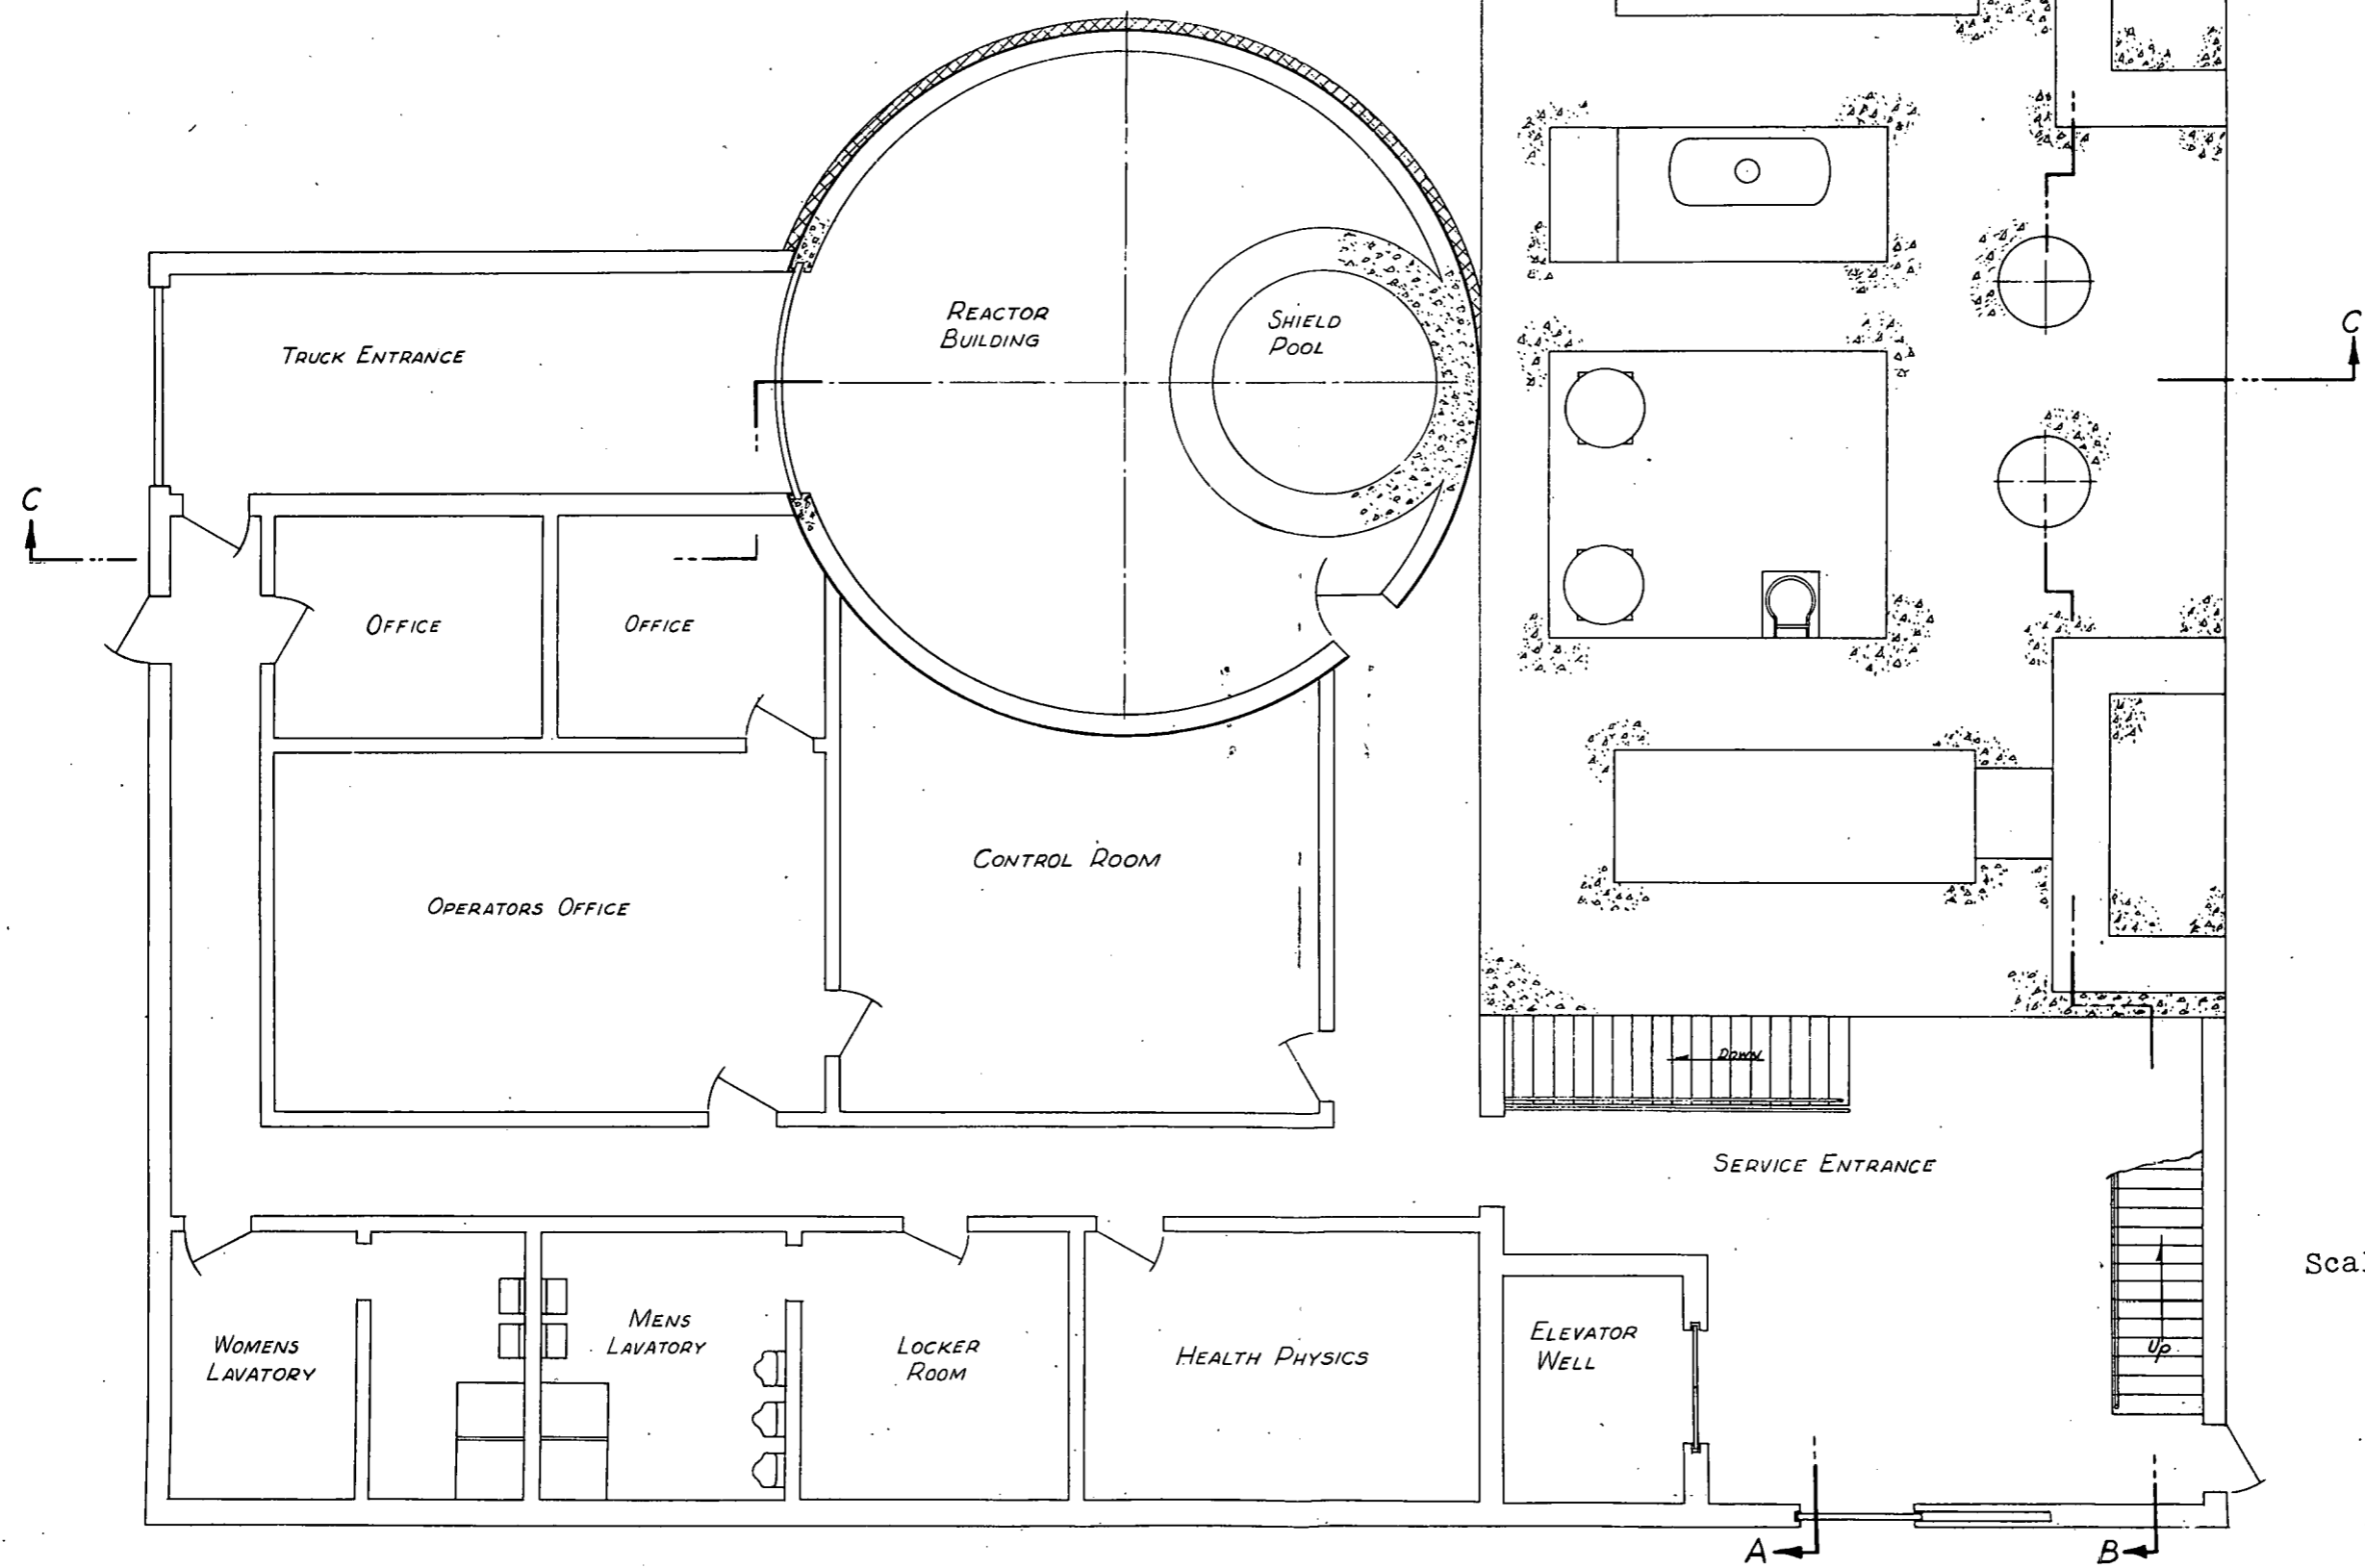 REACTOR
BUILDING
SHIELD
POOL
TRUCK ENTRANCE
C
C
OFFICE
OFFICE
CONTROL ROOM
OPERATORS OFFICE
DOWN
SERVICE ENTRANCE
WOMENS
LAVATORY
MENS
LAVATORY
LOCKER
ROOM
HEALTH PHYSICS
ELEVATOR
WELL
UP
A
B